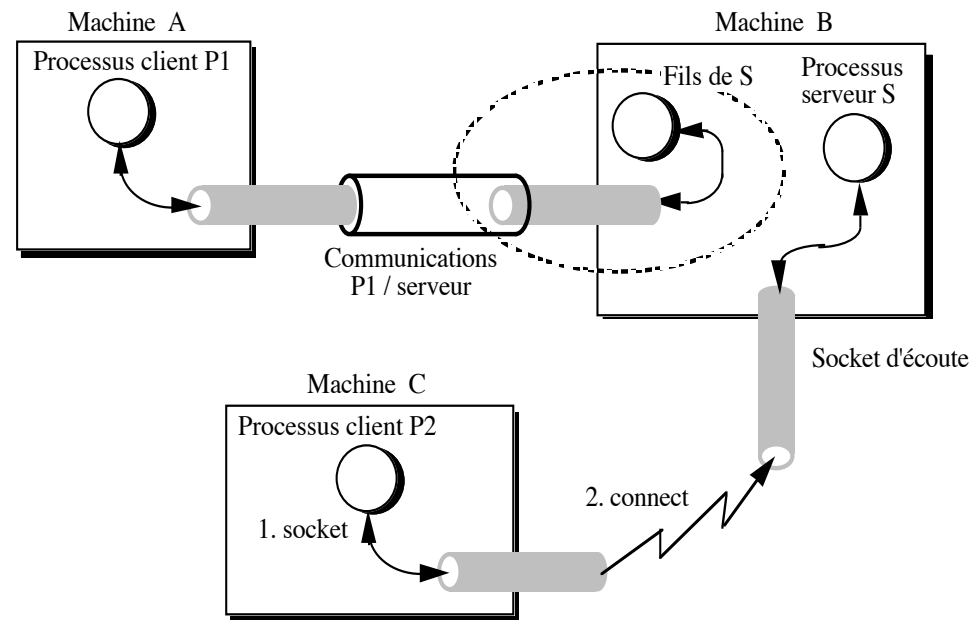 Machine A
Processus client P1
Machine B
Fils de S
Processus
serveur S
Communications
P1 / serveur
Socket d'écoute
Machine C
Processus client P2
1. socket
2. connect